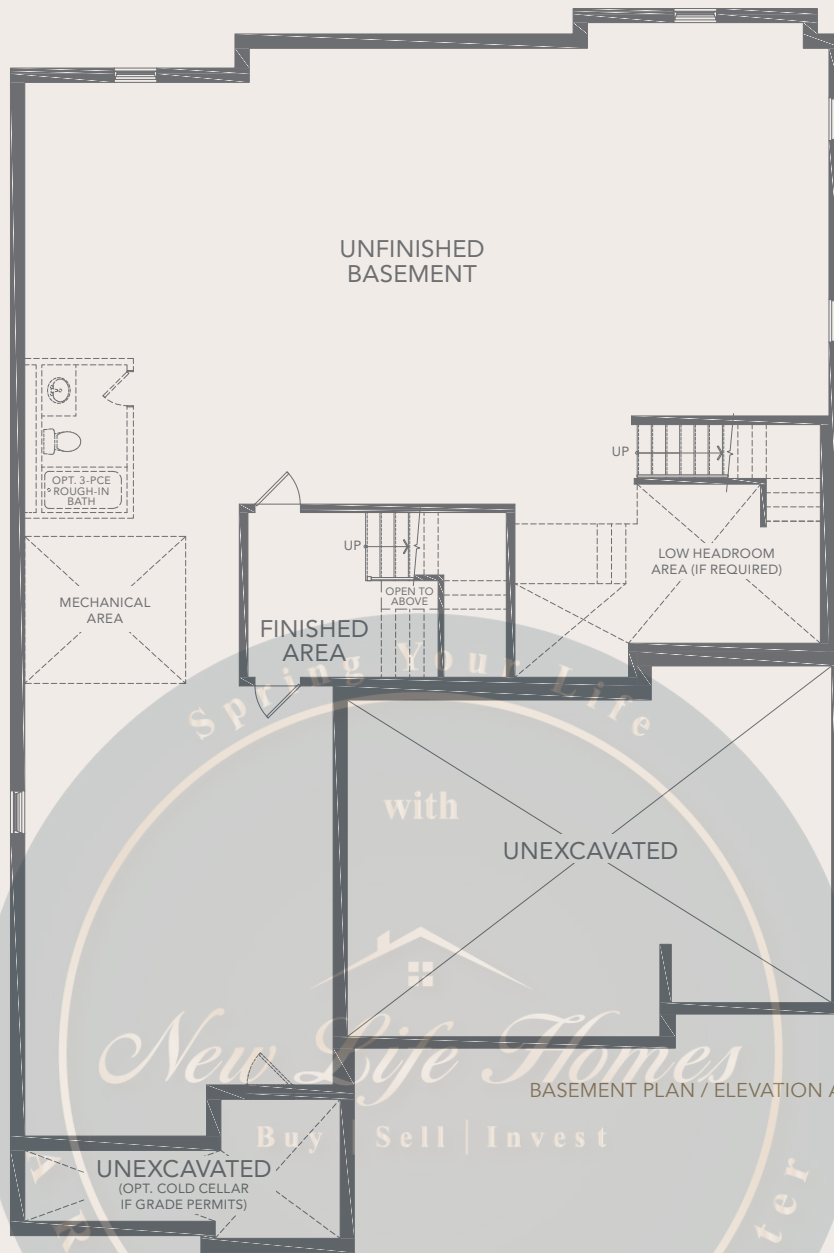 UNFINISHED
BASEMENT
UP
OPT. 3-PCE
ROUGH-IN
BATH
UP
LOW HEADROOM
AREA (IF REQUIRED)
MECHANICAL
AREA
OPEN TO
ABOVE
FINISHED
AREA
Spring Your Life
with
UNEXCAVATED
New Life Homes
BASEMENT PLAN / ELEVATION A
Buy | Sell | Invest
UNEXCAVATED
(OPT. COLD CELLAR
IF GRADE PERMITS)
ter